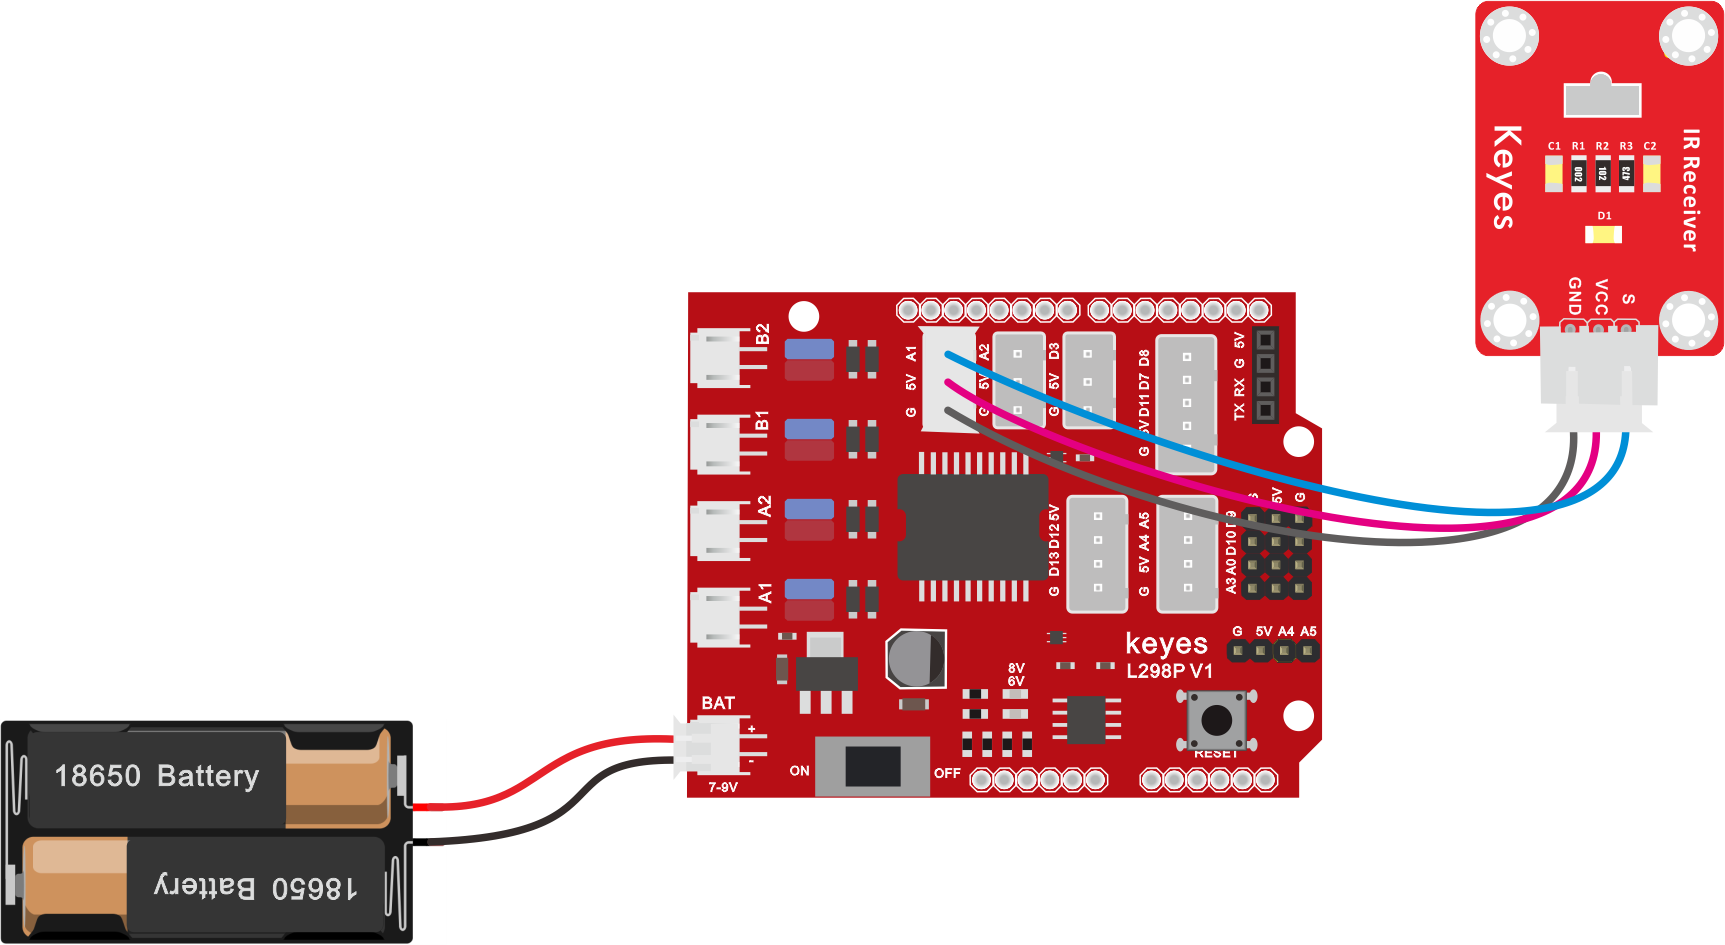 Keyes
IR Receiver
C1 R1 R2 R3 C2
102
473
D1
GND
VCC
S
B2
B1
A2
A1
A1
5V
G
A2
5V
G
D3
5V
G
D8
D7
D11
5V
G
5V
G
RX
TX
S
5V
G
D9
D10
A0
A3
5V
D12
D13
G
A5
A4
5V
G
G 5V A4 A5
keyes
L298P V1
8V
6V
BAT
+
-
7-9V
ON
OFF
RESET
18650 Battery
18650 Battery